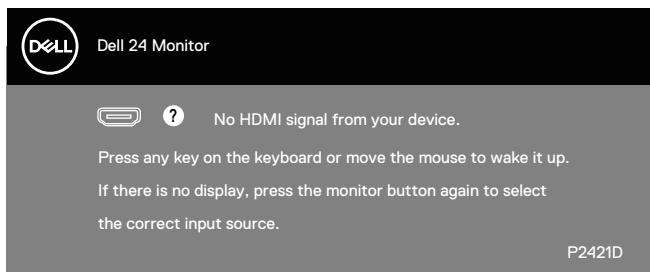 DELL
Dell 24 Monitor
? No HDMI signal from your device.
Press any key on the keyboard or move the mouse to wake it up.
If there is no display, press the monitor button again to select
the correct input source.
P2421D